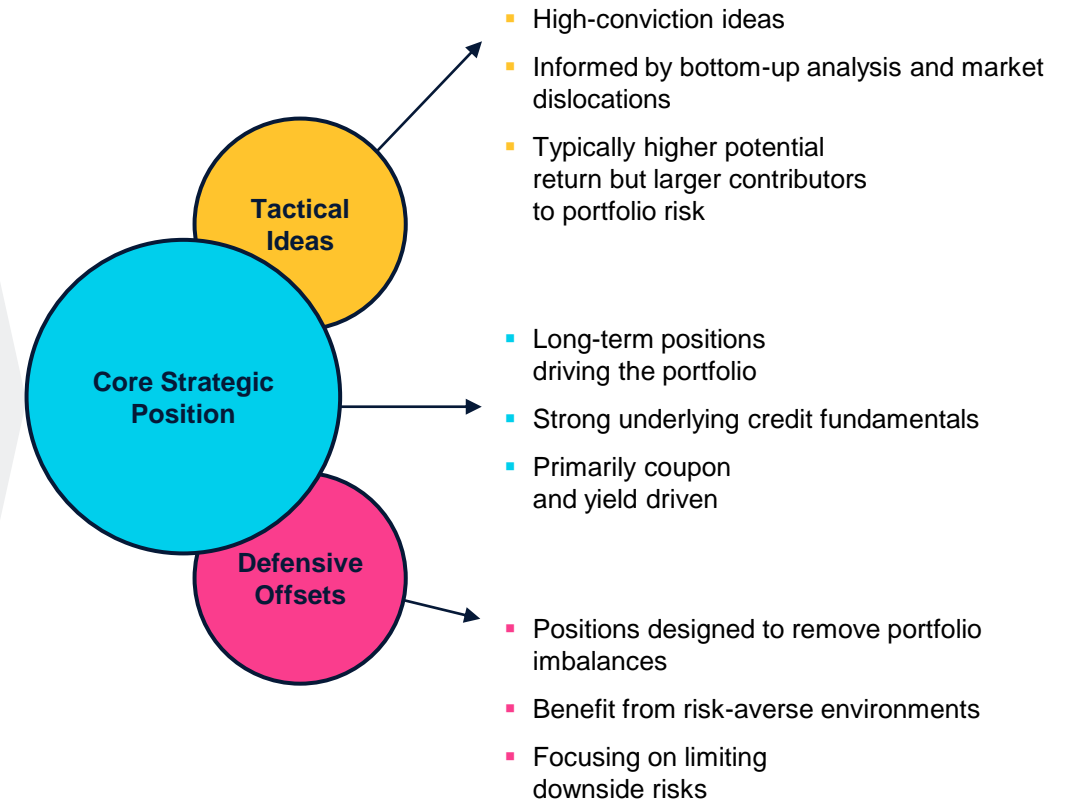 High-conviction ideas
Informed by bottom-up analysis and market
dislocations
Typically higher potential
return but larger contributors
to portfolio risk
Tactical
Ideas
Long-term positions
driving the portfolio
Strong underlying credit fundamentals
Primarily coupon
and yield driven
Core Strategic
Position
Defensive
Offsets
Positions designed to remove portfolio
imbalances
Benefit from risk-averse environments
Focusing on limiting
downside risks